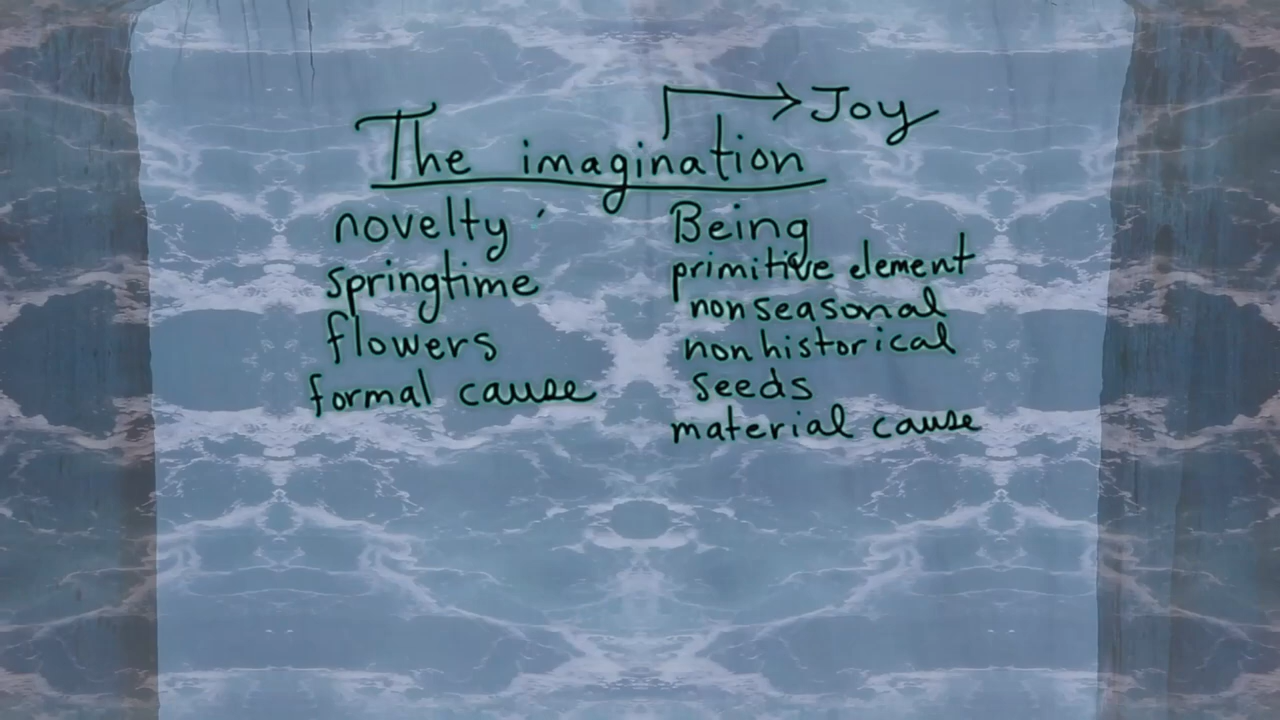 Joy
The imagination
novelty Being
springtime primitive element
flowers nonseasonal
formal cause nonhistorical
seeds
material cause